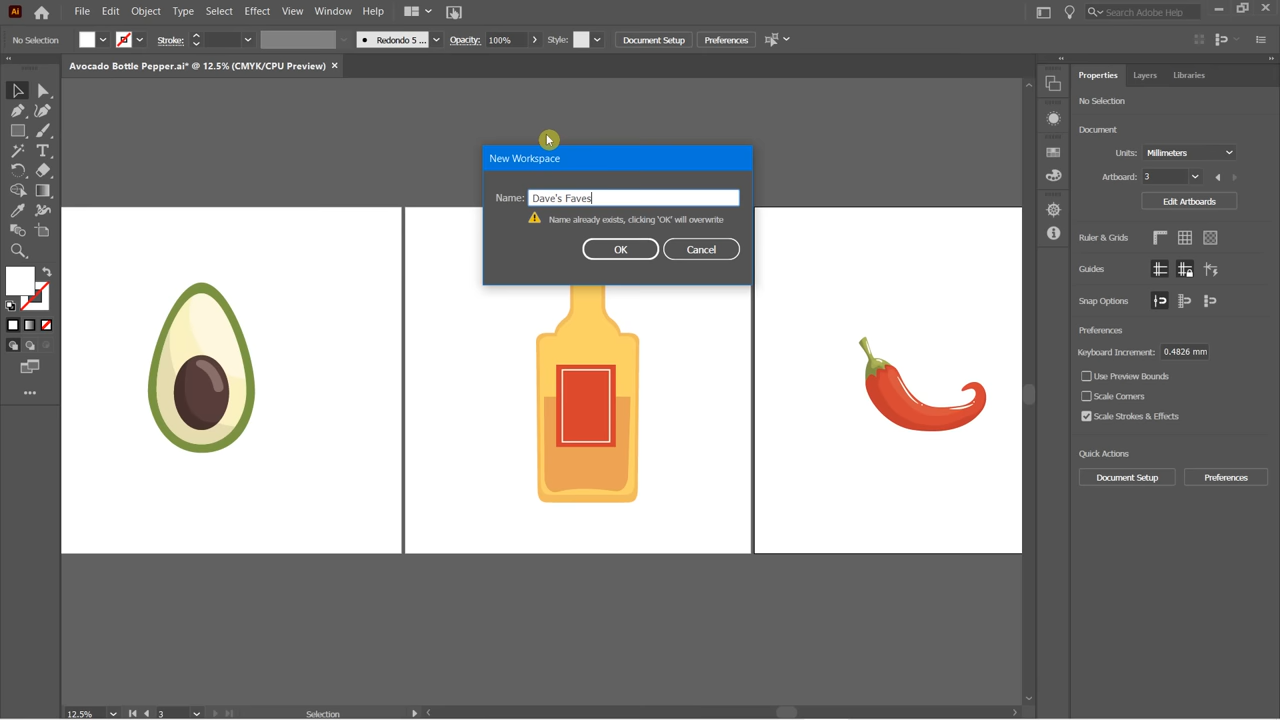 Ai File Edit Object Type Select Effect View Window Help Search Adobe Help
No Selection Stroke: Redondo 5 ... Opacity: 100% Style: Document Setup Preferences
Avocado Bottle Pepper.ai* @ 12.5% (CMYK/CPU Preview)
Properties Layers Libraries
No Selection
Document
Units: Millimeters
Artboard: 3
Edit Artboards
Ruler & Grids
Guides
Snap Options
Preferences
Keyboard Increment: 0.4826 mm
Use Preview Bounds
Scale Corners
Scale Strokes & Effects
Quick Actions
Document Setup Preferences
New Workspace
Name: Dave's Faves
Name already exists, clicking 'OK' will overwrite
OK Cancel
12.5% 3 Selection